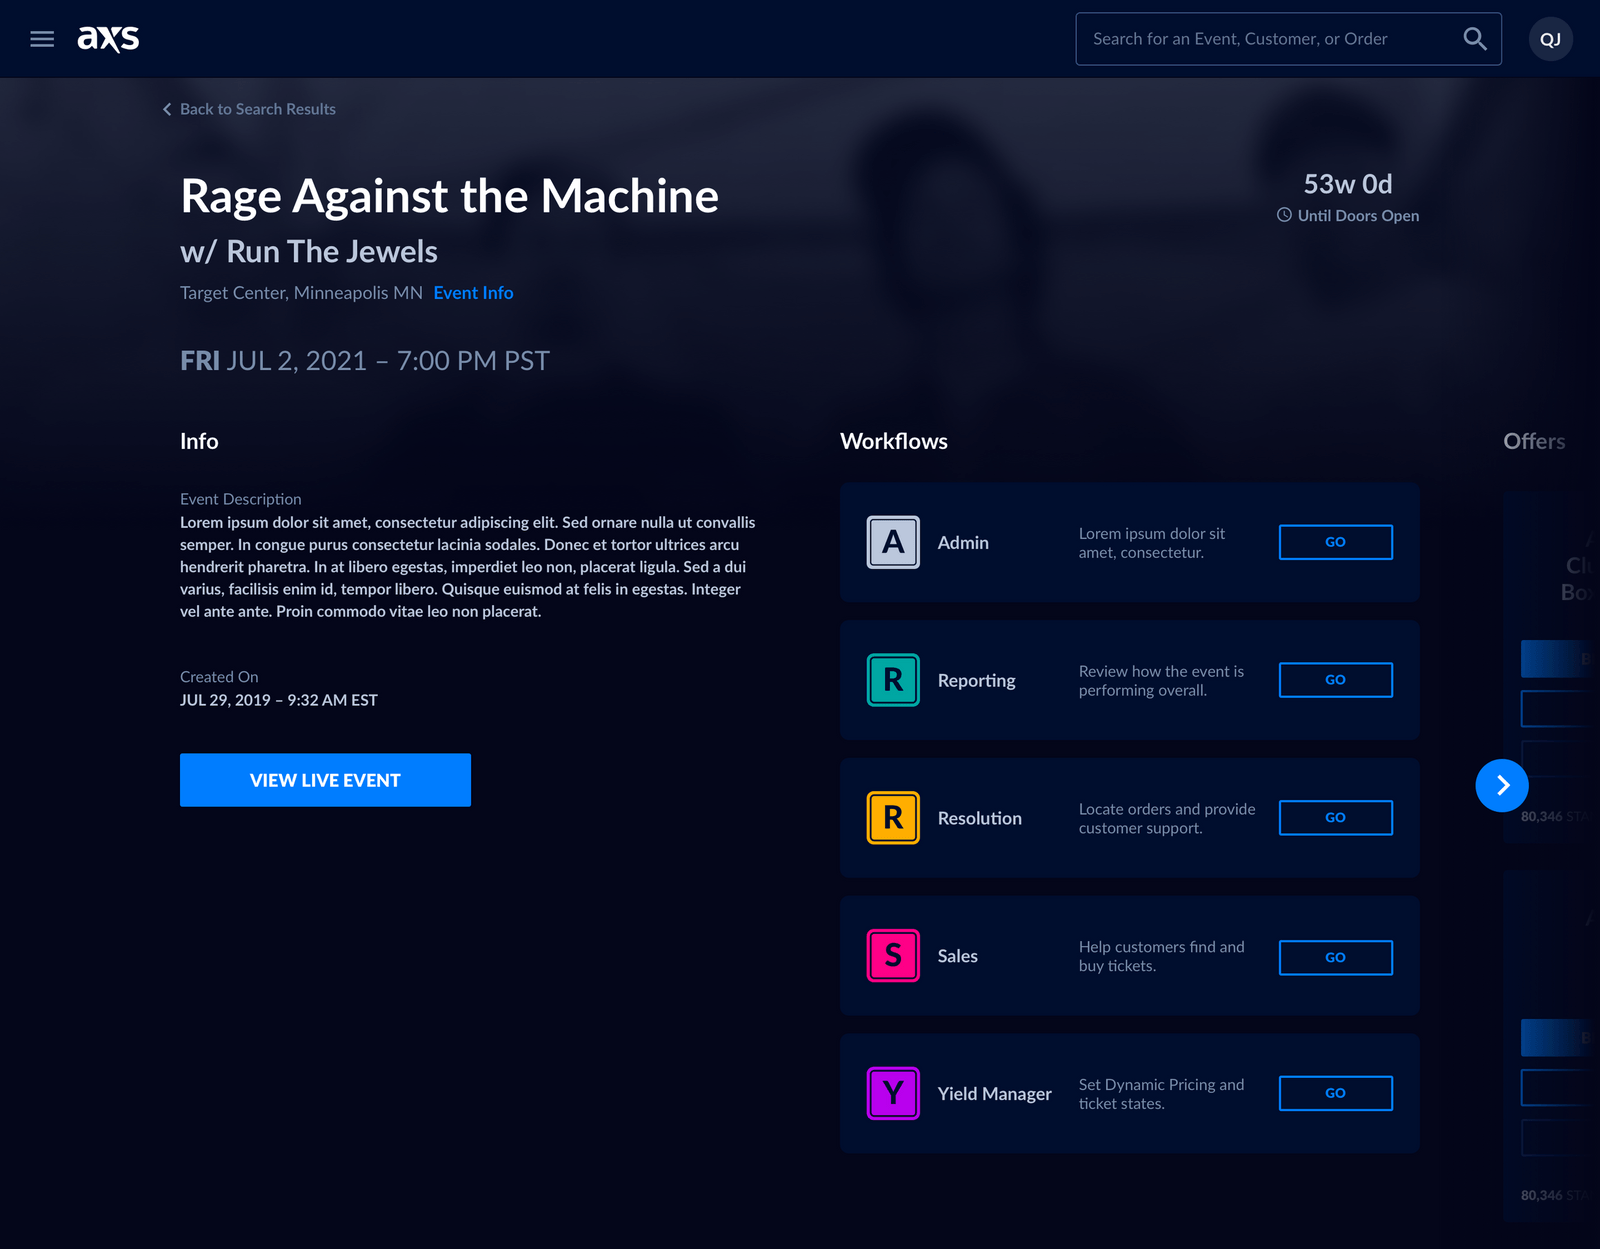 axs
Search for an Event, Customer, or Order
QJ
Back to Search Results
Rage Against the Machine
w/ Run The Jewels
Target Center, Minneapolis MN Event Info
FRI JUL 2, 2021 – 7:00 PM PST
53w 0d
Until Doors Open
Info
Event Description
Lorem ipsum dolor sit amet, consectetur adipiscing elit. Sed ornare nulla ut convallis
semper. In congue purus consectetur lacinia sodales. Donec et tortor ultrices arcu
hendrerit pharetra. In at libero egestas, imperdiet leo non, placerat ligula. Sed a dui
varius, facilisis enim id, tempor libero. Quisque euismod at felis in egestas. Integer
vel ante ante. Proin commodo vitae leo non placerat.
Created On
JUL 29, 2019 – 9:32 AM EST
VIEW LIVE EVENT
Workflows
A
Admin
Lorem ipsum dolor sit
amet, consectetur.
GO
R
Reporting
Review how the event is
performing overall.
GO
R
Resolution
Locate orders and provide
customer support.
GO
S
Sales
Help customers find and
buy tickets.
GO
Y
Yield Manager
Set Dynamic Pricing and
ticket states.
GO
Offers
80,346
80,346